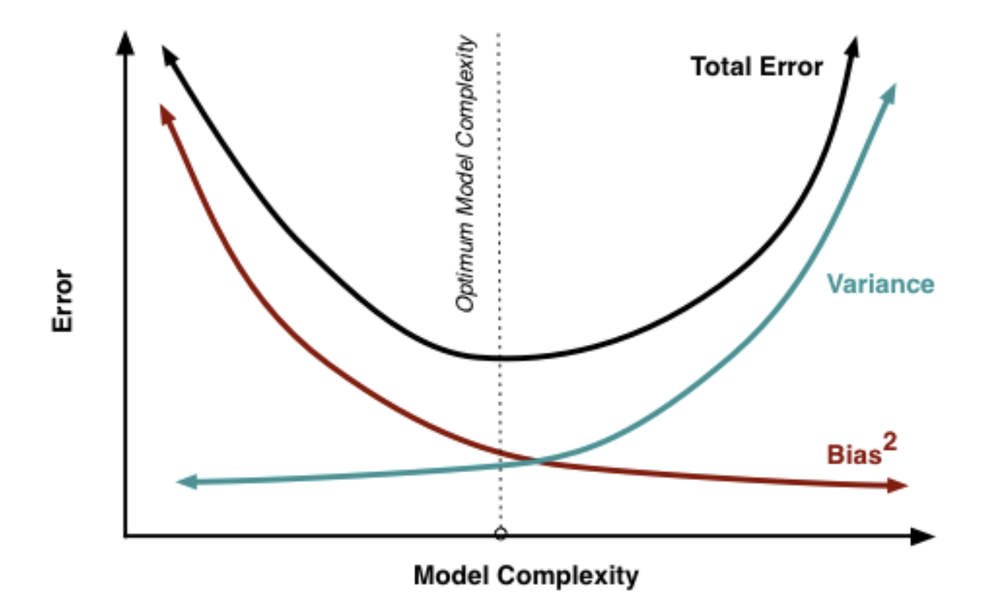 Optimum Model Complexity
Total Error
Variance
Error
Bias²
Model Complexity